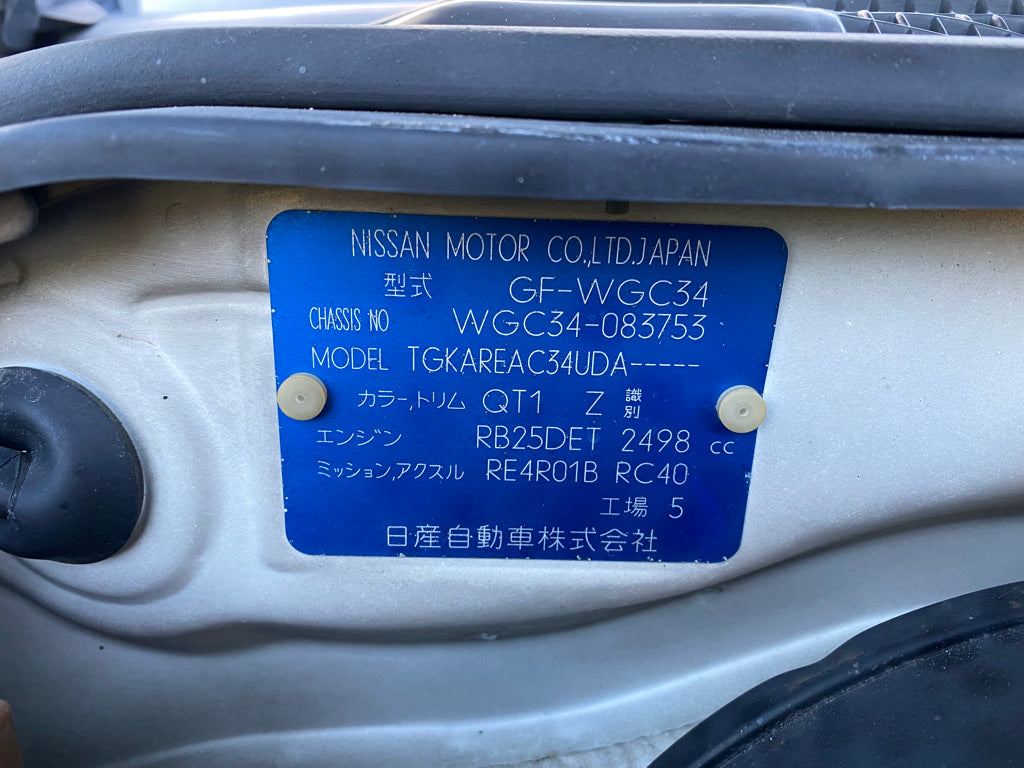 NISSAN MOTOR CO.,LTD.JAPAN
型式 GF-WGC34
CHASSIS NO WGC34-083753
MODEL TGKAREAC34UDA-----
カラー,トリム QT1 Z 識別
エンジン RB25DET 2498 cc
ミッション,アクスル RE4R01B RC40
工場 5
日産自動車株式会社